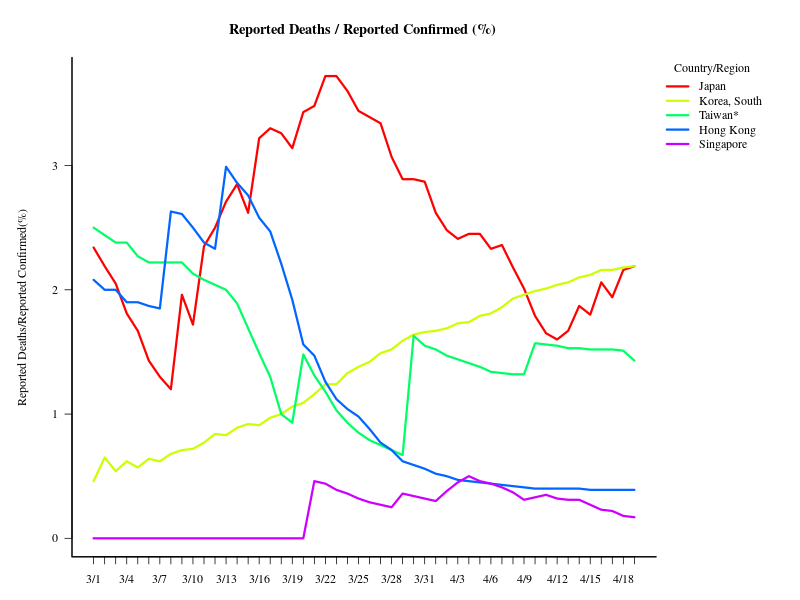 Reported Deaths / Reported Confirmed (%)
Country/Region
Japan
Korea, South
Taiwan*
Hong Kong
Singapore
Reported Deaths/Reported Confirmed(%)
3
2
1
0
3/1 3/4 3/7 3/10 3/13 3/16 3/19 3/22 3/25 3/28 3/31 4/3 4/6 4/9 4/12 4/15 4/18